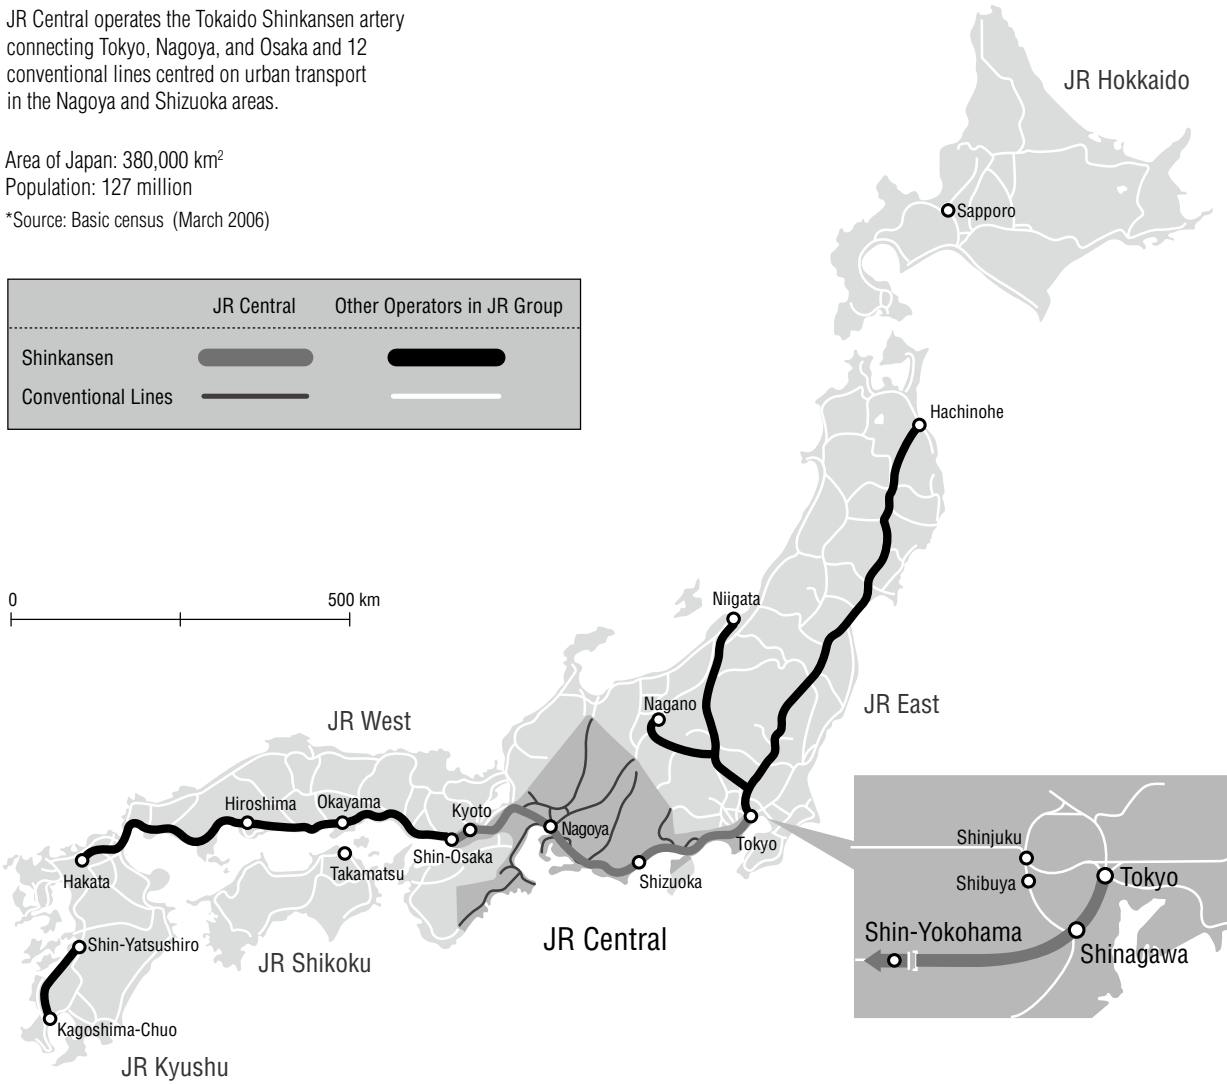 JR Central operates the Tokaido Shinkansen artery
connecting Tokyo, Nagoya, and Osaka and 12
conventional lines centred on urban transport
in the Nagoya and Shizuoka areas.
Area of Japan: 380,000 km²
Population: 127 million
*Source: Basic census (March 2006)
JR Central Other Operators in JR Group
Shinkansen
Conventional Lines
0 500 km
JR Hokkaido
Sapporo
Hachinohe
Niigata
Nagano
JR East
JR West
Hiroshima
Okayama
Kyoto
Nagoya
Tokyo
Shin-Osaka
Takamatsu
Hakata
Shizuoka
JR Central
Shin-Yatsushiro
JR Shikoku
Kagoshima-Chuo
JR Kyushu
Shinjuku
Shibuya
Tokyo
Shin-Yokohama
Shinagawa